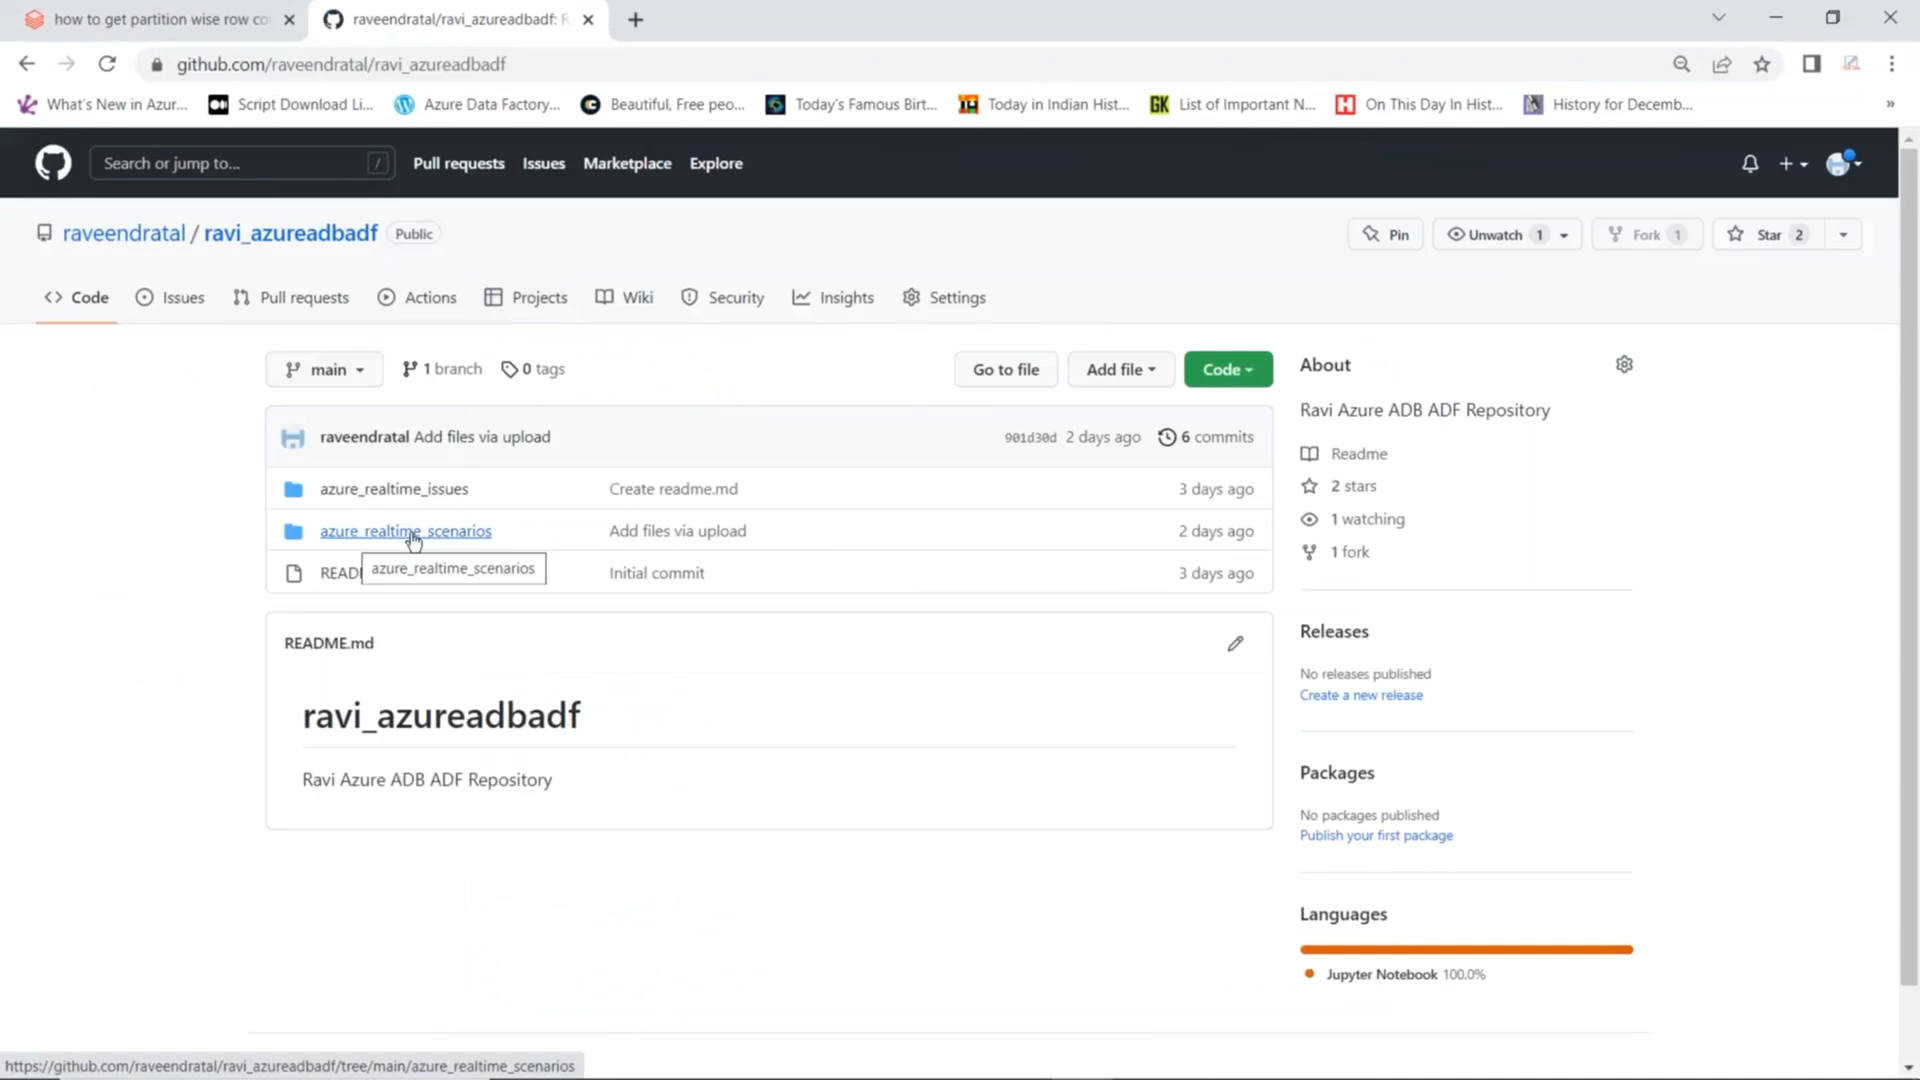 how to get partition wise row co
raveendratal/ravi_azureadbadf: R
github.com/raveendratal/ravi_azureadbadf
What's New in Azur...
Script Download Li...
Azure Data Factory...
Beautiful, Free peo...
Today's Famous Birt...
Today in Indian Hist...
GK List of Important N...
H On This Day In Hist...
History for Decemb...
»
Search or jump to... /
Pull requests
Issues
Marketplace
Explore
raveendratal / ravi_azureadbadf Public
Pin
Unwatch 1
Fork 1
Star 2
<> Code
Issues
Pull requests
Actions
Projects
Wiki
Security
Insights
Settings
main
1 branch
0 tags
Go to file
Add file
Code
raveendratal Add files via upload 901d30d 2 days ago 6 commits
azure_realtime_issues Create readme.md 3 days ago
azure_realtime_scenarios Add files via upload 2 days ago
READ Initial commit 3 days ago
azure_realtime_scenarios
README.md
ravi_azureadbadf
Ravi Azure ADB ADF Repository
About
Ravi Azure ADB ADF Repository
Readme
2 stars
1 watching
1 fork
Releases
No releases published
Create a new release
Packages
No packages published
Publish your first package
Languages
Jupyter Notebook 100.0%
https://github.com/raveendratal/ravi_azureadbadf/tree/main/azure_realtime_scenarios